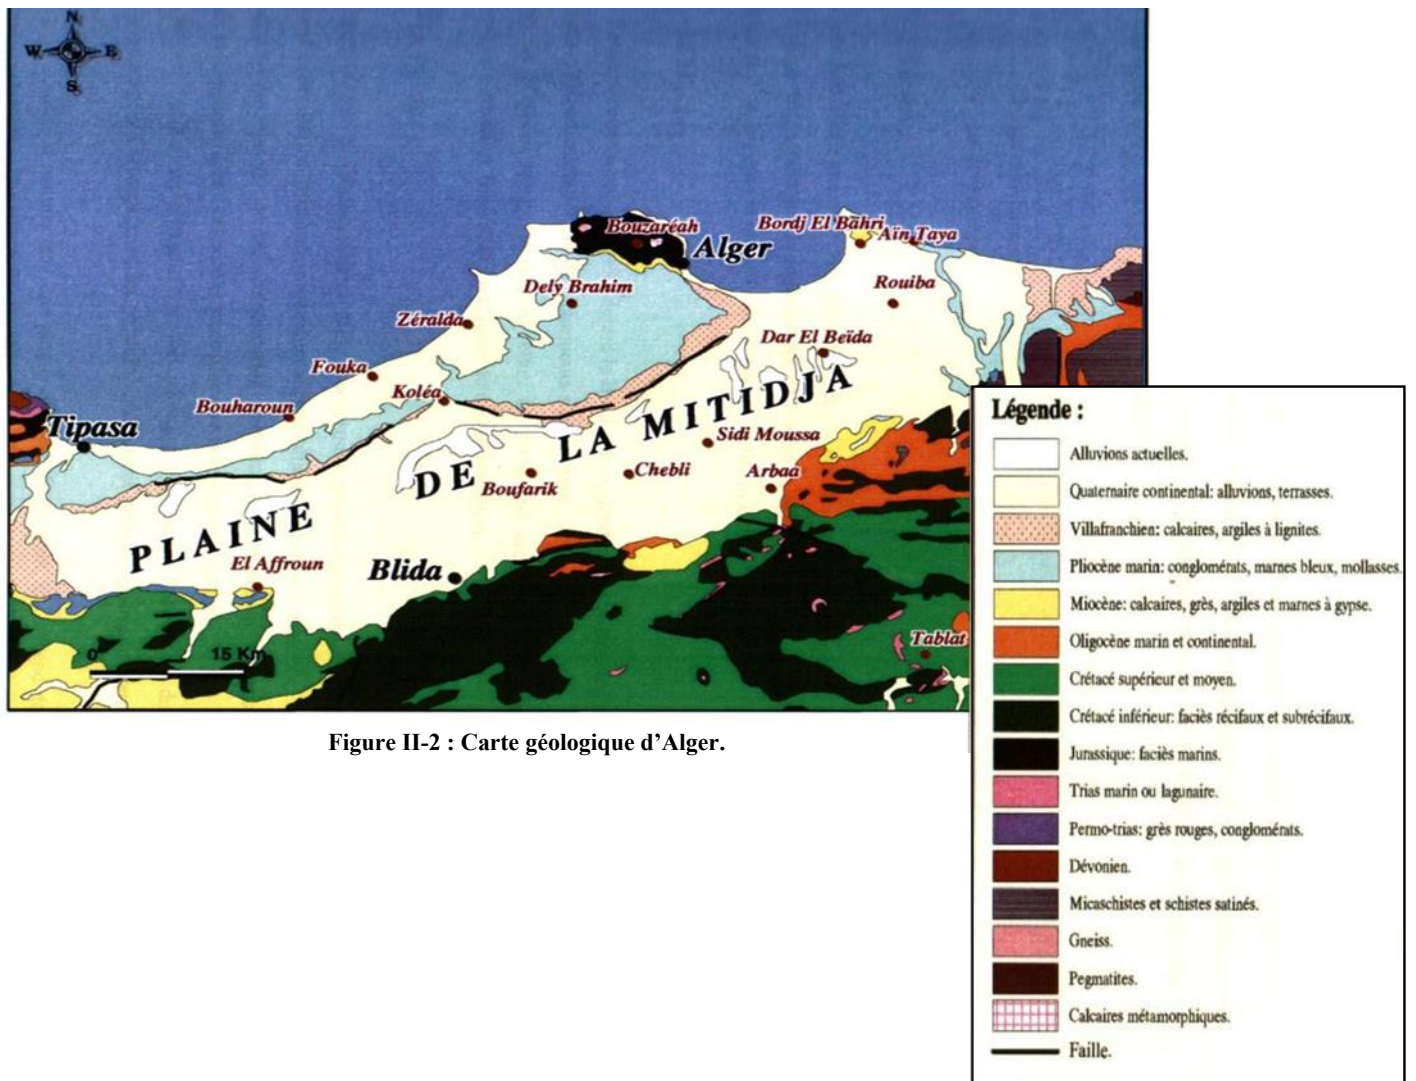 N
W E
S
Bouzaréah
Alger
Bordj El Bahri
Aïn Taya
Dely Brahim
Rouiba
Zéralda
Dar El Beïda
Fouka
Koléa
Bouharoun
Tipasa
PLAINE DE LA MITIDJA
Sidi Moussa
Chebli
Arbaa
Boufarik
El Affroun
Blida
Tablat
0 15 Km
Figure II-2 : Carte géologique d’Alger.
Légende :
Alluvions actuelles.
Quaternaire continental: alluvions, terrasses.
Villafranchien: calcaires, argiles à lignites.
Pliocène marin: conglomérats, marnes bleux, mollasses.
Miocène: calcaires, grès, argiles et marnes à gypse.
Oligocène marin et continental.
Crétacé supérieur et moyen.
Crétacé inférieur: faciès récifaux et subrécifaux.
Jurassique: faciès marins.
Trias marin ou lagunaire.
Permo-trias: grès rouges, conglomérats.
Dévonien.
Micaschistes et schistes satinés.
Gneiss.
Pegmatites.
Calcaires métamorphiques.
Faille.